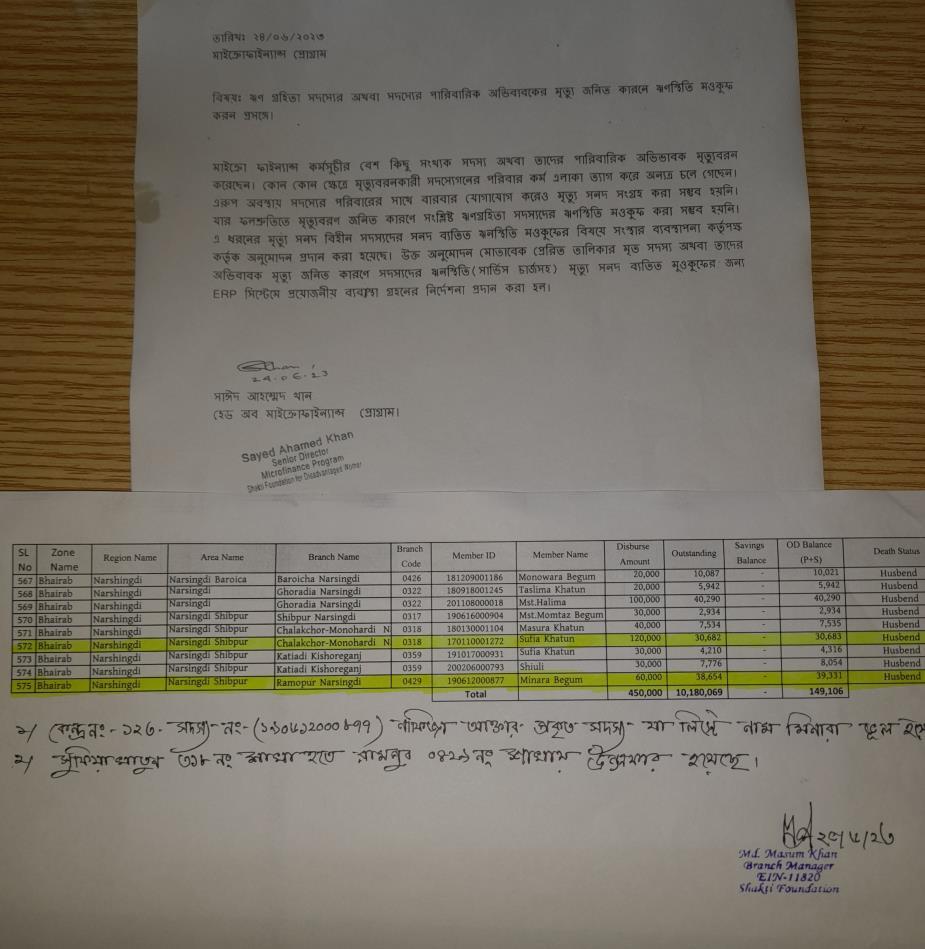 তারিখঃ ২৪/০৬/২০২৩
মাইক্রোফাইন্যান্স প্রোগ্রাম
বিষয়ঃ ঋণ গ্রহিতা সদস্যের অথবা সদস্যের পারিবারিক অভিবাবকের মৃত্যু জনিত কারনে ঋণস্থিতি মওকুফ
করন প্রসঙ্গে।
মাইক্রো ফাইন্যান্স কর্মসূচীর বেশ কিছু সংখ্যক সদস্য অথবা তাদের পারিবারিক অভিভাবক মৃত্যুবরন
করেছেন। কোন কোন ক্ষেত্রে মৃত্যুবরনকারী সদস্যগনের পরিবার কর্ম এলাকা ত্যাগ করে অন্যত্র চলে গেছেন।
এরুপ অবস্থায় সদস্যের পরিবারের সাথে বারবার যোগাযোগ করেও মৃত্যু সনদ সংগ্রহ করা সম্ভব হয়নি।
যার ফলশ্রুতিতে মৃত্যুবরণ জনিত কারণে সংশ্লিষ্ট ঋণগ্রহিতা সদস্যদের ঋনস্থিতি মওকুফ করা সম্ভব হয়নি।
এ ধরনের মৃত্যু সনদ বিহীন সদস্যদের সনদ ব্যতিত ঋনস্থিতি মওকুফের বিষয়ে সংস্থার ব্যবস্থাপনা কর্তৃপক্ষ
কর্তৃক অনুমোদন প্রদান করা হয়েছে। উক্ত অনুমোদন মোতাবেক প্রেরিত তালিকার মৃত সদস্য অথবা তাদের
অভিবাবক মৃত্যু জনিত কারনে সদস্যদের ঋনস্থিতি(সার্ভিস চার্জসহ) মৃত্যু সনদ ব্যতিত মূওকুফের জন্য
ERP সিস্টেমে প্রয়োজনীয় ব্যবস্থা গ্রহনের নির্দেশনা প্রদান করা হল।
24.06.23
সাঈদ আহম্মেদ খান
হেড অব মাইক্রোফাইন্যান্স প্রোগ্রাম।
Sayed Ahamed Khan
Senior Director
Microfinance Program
Shakti Foundation for Disadvantaged Women
SL No Zone Name Region Name Area Name Branch Name Branch Code Member ID Member Name Disburse Amount Outstanding Savings Balance OD Balance (P+S) Death Status
567 Bhairab Narshingdi Narsingdi Baroica Baroicha Narsingdi 0426 181209001186 Monowara Begum 20,000 10,087 - 10,021 Husbend
568 Bhairab Narshingdi Narsingdi Ghoradia Narsingdi 0322 180918001245 Taslima Khatun 20,000 5,942 - 5,942 Husbend
569 Bhairab Narshingdi Narsingdi Ghoradia Narsingdi 0322 201108000018 Mst.Halima 100,000 40,290 - 40,290 Husbend
570 Bhairab Narshingdi Narsingdi Shibpur Shibpur Narsingdi 0317 190616000904 Mst.Momtaz Begum 30,000 2,934 - 2,934 Husbend
571 Bhairab Narshingdi Narsingdi Shibpur Chalakchor-Monohardi N 0318 180130001104 Masura Khatun 40,000 7,534 - 7,535 Husbend
572 Bhairab Narshingdi Narsingdi Shibpur Chalakchor-Monohardi N 0318 170110001272 Sufia Khatun 120,000 30,682 - 30,683 Husbend
573 Bhairab Narshingdi Narsingdi Shibpur Katiadi Kishoreganj 0359 191017000931 Sufia Khatun 30,000 4,210 - 4,316 Husbend
574 Bhairab Narshingdi Narsingdi Shibpur Katiadi Kishoreganj 0359 200206000793 Shiuli 30,000 7,776 - 8,054 Husbend
575 Bhairab Narshingdi Narsingdi Shibpur Ramopur Narsingdi 0429 190612000877 Minara Begum 60,000 38,654 - 39,331 Husbend
Total 450,000 10,180,069 - 149,106
১/ কেন্দ্র নং- ১২৩- সদস্য নং-(১৯০৬১২০০০৮৭৭) আক্তার প্রকৃত সদস্য যা নাম মিনারা ভুল
২/ সুফিয়া খাতুন ৩১৮ নং শাখা হতে রামপুর ০৪২৯ নং শাখায় ট্রান্সফার হয়েছে।
Md. Masum Khan
Branch Manager
EIN-11820
Shakti Foundation